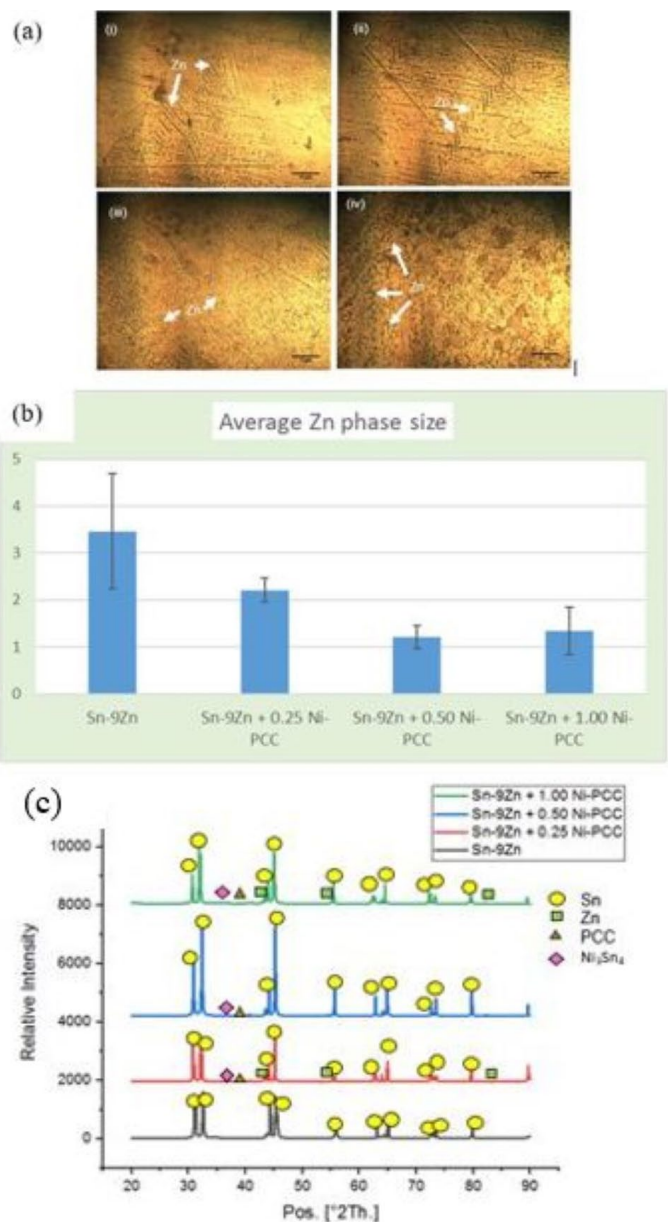 (a)
(i)
Zn
(ii)
Zn
(iii)
Zn
(iv)
Zn
(b)
Average Zn phase size
5
4
3
2
1
0
Sn-9Zn
Sn-9Zn + 0.25 Ni-
PCC
Sn-9Zn + 0.50 Ni-
PCC
Sn-9Zn + 1.00 Ni-
PCC
(c)
Sn-9Zn + 1.00 Ni-PCC
Sn-9Zn + 0.50 Ni-PCC
Sn-9Zn + 0.25 Ni-PCC
Sn-9Zn
Sn
Zn
PCC
Ni₃Sn₄
Relative Intensity
10000
8000
6000
4000
2000
0
20 30 40 50 60 70 80 90
Pos. [°2Th.]